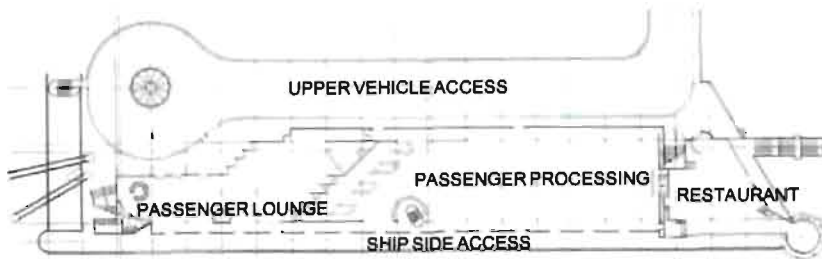 UPPER VEHICLE ACCESS
PASSENGER PROCESSING
RESTAURANT
PASSENGER LOUNGE
SHIP SIDE ACCESS